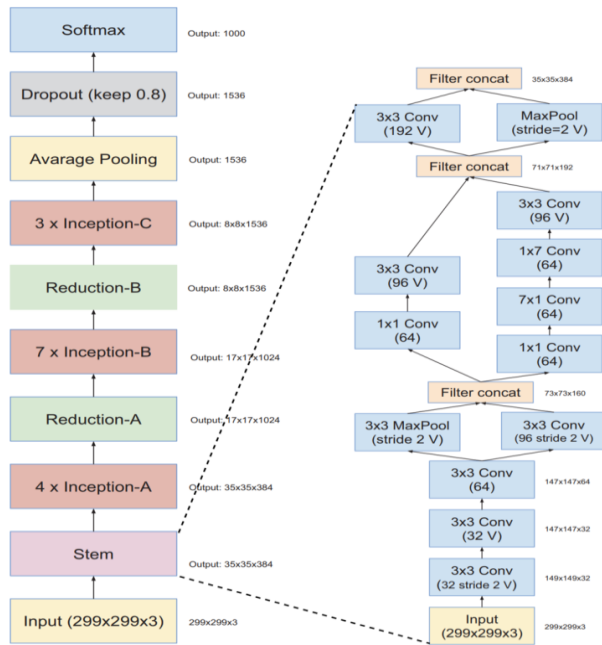 Softmax
Output: 1000
Dropout (keep 0.8)
Output: 1536
Avarage Pooling
Output: 1536
3 x Inception-C
Output: 8x8x1536
Reduction-B
Output: 8x8x1536
7 x Inception-B
Output: 17x17x1024
Reduction-A
Output: 17x17x1024
4 x Inception-A
Output: 35x35x384
Stem
Output: 35x35x384
Input (299x299x3)
299x299x3
Filter concat
35x35x384
3x3 Conv
(192 V)
MaxPool
(stride=2 V)
Filter concat
71x71x192
3x3 Conv
(96 V)
1x7 Conv
(64)
3x3 Conv
(96 V)
7x1 Conv
(64)
1x1 Conv
(64)
1x1 Conv
(64)
Filter concat
73x73x160
3x3 MaxPool
(stride 2 V)
3x3 Conv
(96 stride 2 V)
3x3 Conv
(64)
147x147x64
3x3 Conv
(32 V)
147x147x32
3x3 Conv
(32 stride 2 V)
149x149x32
Input
(299x299x3)
299x299x3